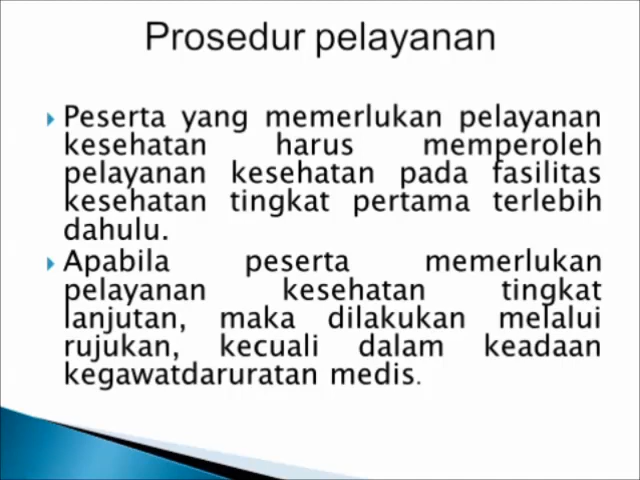 Prosedur pelayanan
Peserta yang memerlukan pelayanan
kesehatan harus memperoleh
pelayanan kesehatan pada fasilitas
kesehatan tingkat pertama terlebih
dahulu.
Apabila peserta memerlukan
pelayanan kesehatan tingkat
lanjutan, maka dilakukan melalui
rujukan, kecuali dalam keadaan
kegawatdaruratan medis.